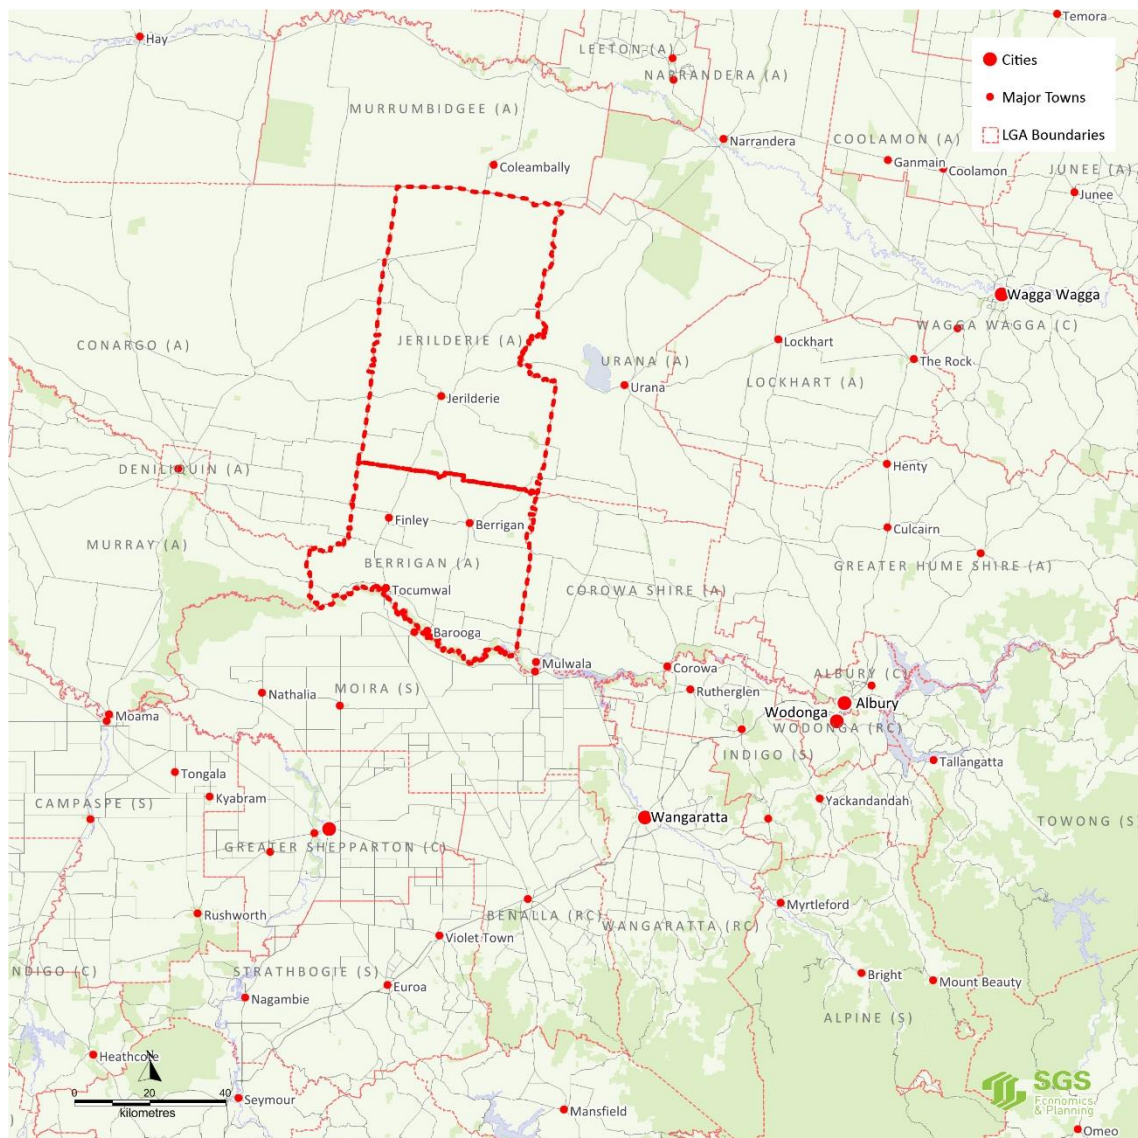 Hay
Temora
LEETON (A)
NARRANDERA (A)
MURRUMBIDGEE (A)
Cities
Major Towns
LGA Boundaries
Narrandera
COOLAMON (A)
Ganmain
Coolamon
JUNEE (A)
Junee
Coleambally
Wagga Wagga
WAGGA WAGGA (C)
CONARGO (A)
JERILDERIE (A)
URANA (A)
Lockhart
The Rock
LOCKHART (A)
Urana
Jerilderie
DENILIQUIN (A)
Henty
Finley
Berrigan
Culcairn
MURRAY (A)
BERRIGAN (A)
GREATER HUME SHIRE (A)
Tocumwal
COROWA SHIRE (A)
Barooga
Mulwala
Corowa
ALBURY (C)
Rutherglen
Nathalia
MOIRA (S)
Albury
Wodonga
Moama
WODONGA (RC)
INDIGO (S)
Tallangatta
Tongala
Kyabram
Yackandandah
CAMPASPE (S)
Wangaratta
TOWONG (S
GREATER SHEPPARTON (C)
Myrtleford
Rushworth
BENALLA (RC)
WANGARATTA (RC)
Violet Town
NDIGO (C)
STRATHBOGIE (S)
Euroa
Bright
Mount Beauty
Nagambie
ALPINE (S)
Heathcote
N
0 20 40
kilometres
Seymour
Mansfield
SGS
Economics
& Planning
Omeo